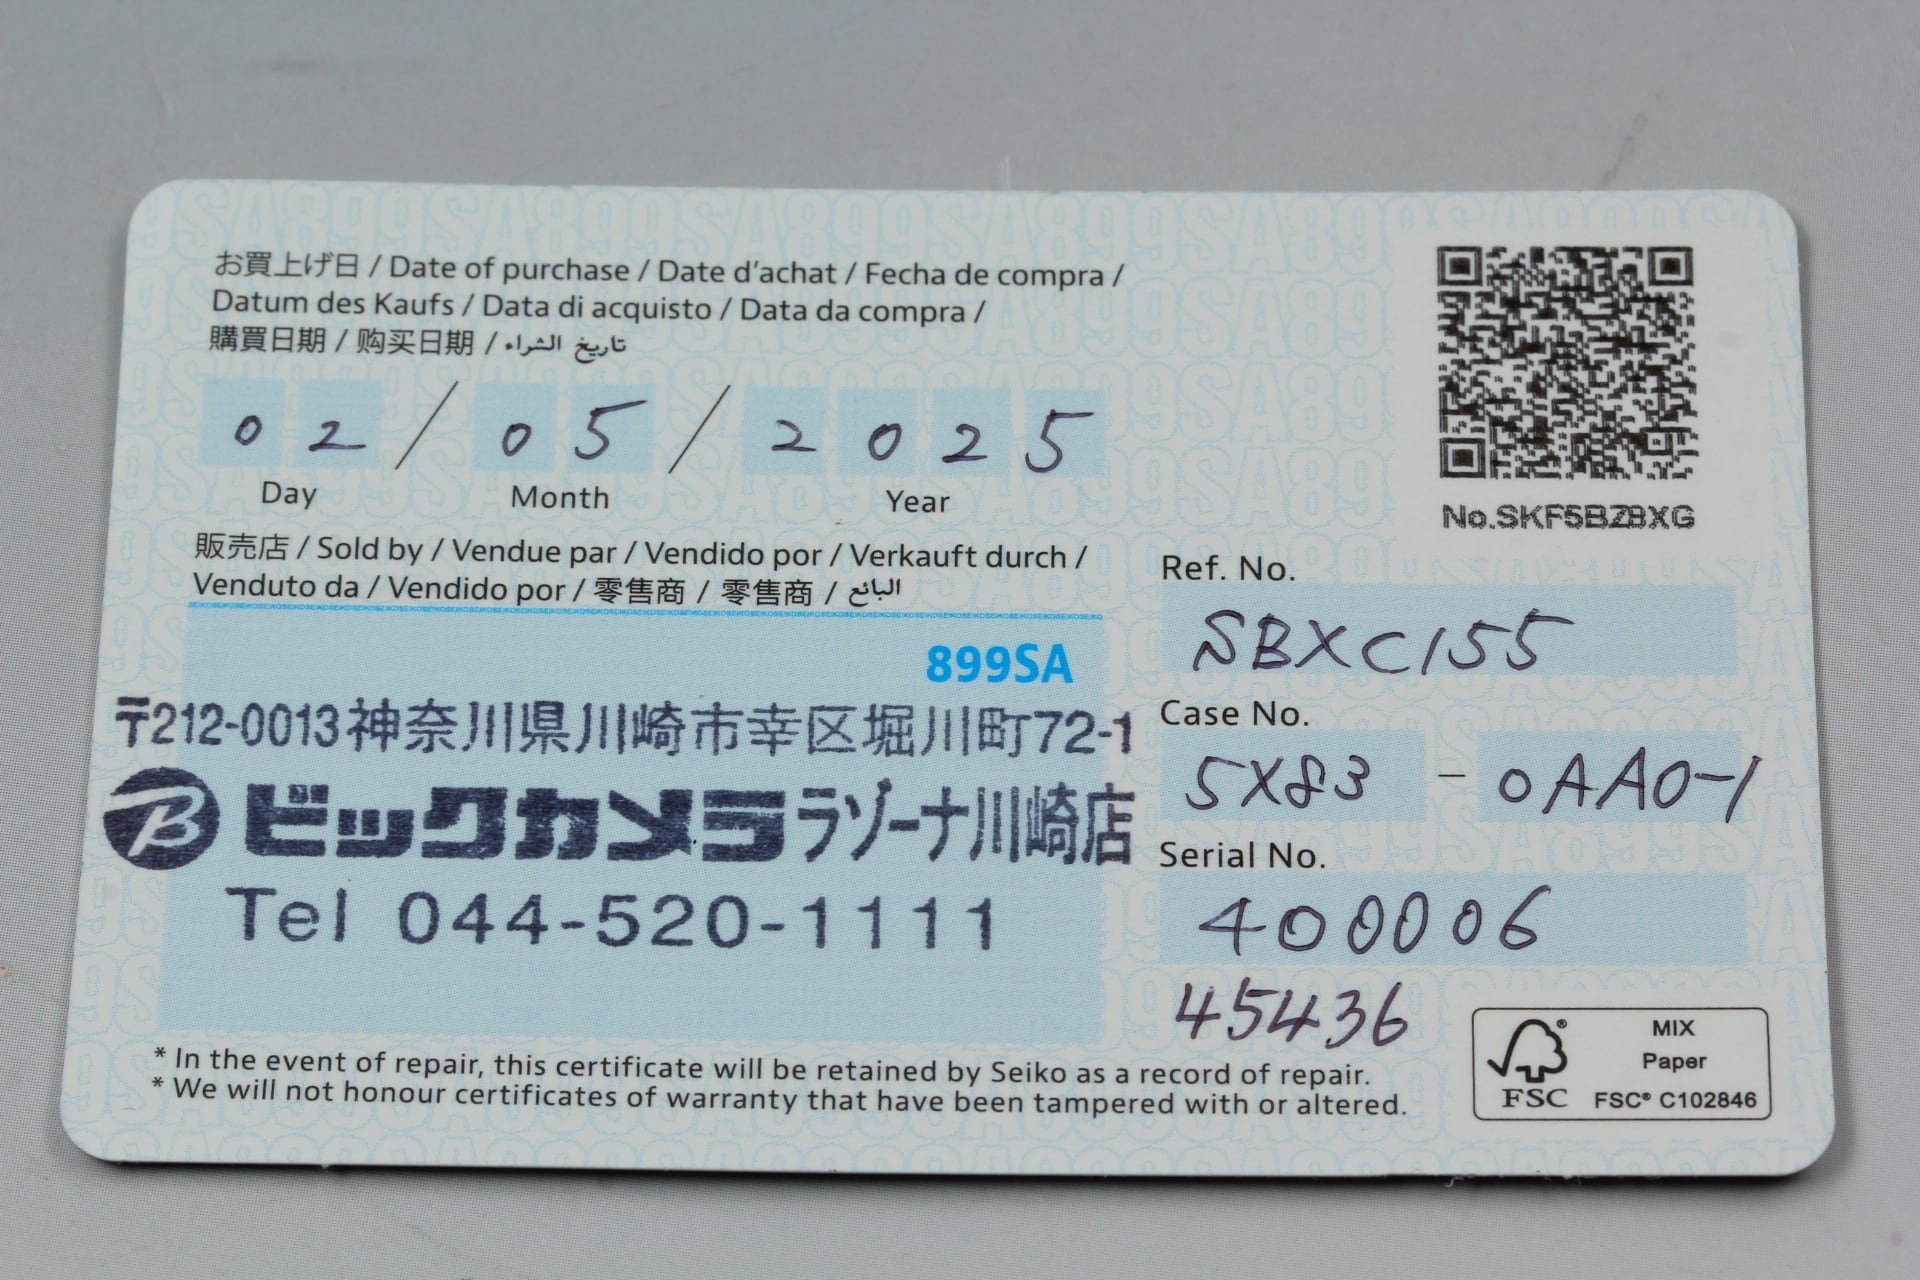 お買上げ日 / Date of purchase / Date d'achat / Fecha de compra /
Datum des Kaufs / Data di acquisto / Data da compra /
購買日期 / 购买日期 / تاريخ الشراء
02 / 05 / 2025
Day Month Year
販売店 / Sold by / Vendue par / Vendido por / Verkauft durch /
Venduto da / Vendido por / 零售商 / 零售商 / البائع
899SA
〒212-0013神奈川県川崎市幸区堀川町72-1
B ビックカメラ ラゾーナ川崎店
Tel 044-520-1111
No.SKF5BZBXG
Ref. No.
SBXC155
Case No.
5X83 - 0AA0-1
Serial No.
400006
45436
* In the event of repair, this certificate will be retained by Seiko as a record of repair.
* We will not honour certificates of warranty that have been tampered with or altered.
FSC®
MIX
Paper
FSC® C102846